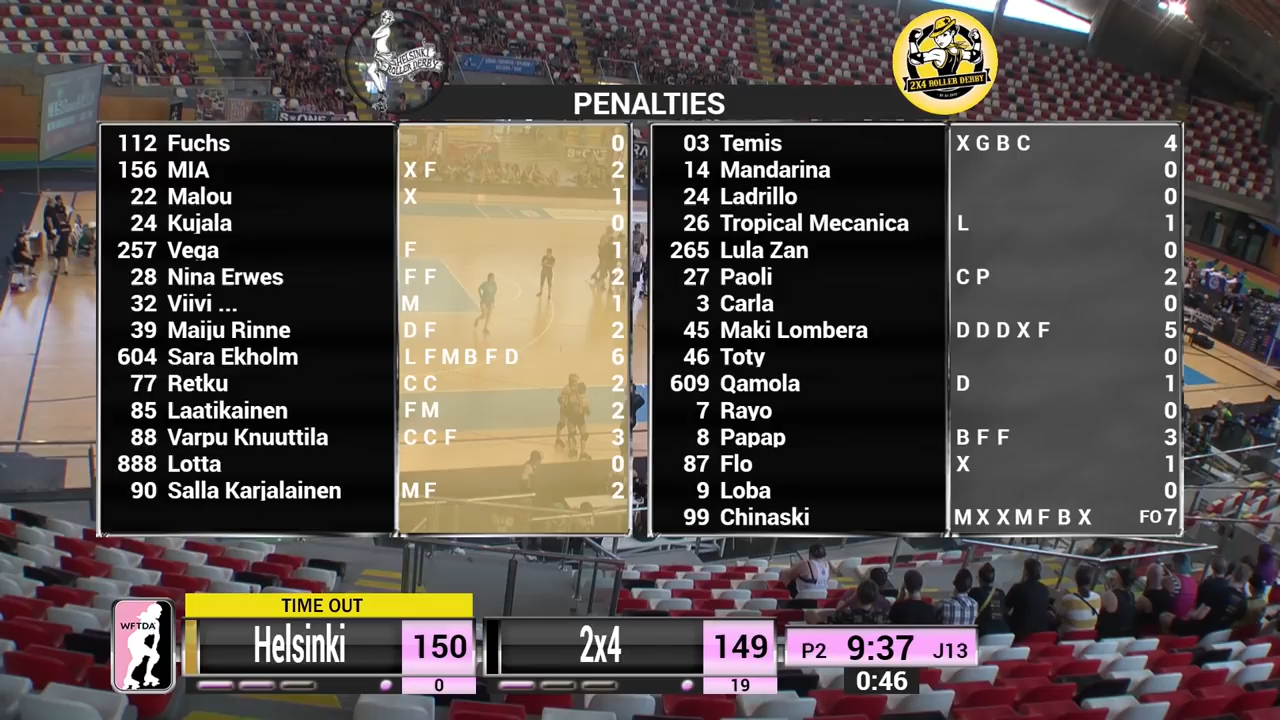 HELSINKI
ROLLER DERBY
2X4 ROLLER DERBY
PENALTIES
112 Fuchs 0
156 MIA X F 2
22 Malou X 1
24 Kujala 0
257 Vega F 1
28 Nina Erwes F F 2
32 Viivi ... M 1
39 Maiju Rinne D F 2
604 Sara Ekholm L F M B F D 6
77 Retku C C 2
85 Laatikainen F M 2
88 Varpu Knuuttila C C F 3
888 Lotta 0
90 Salla Karjalainen M F 2
03 Temis X G B C 4
14 Mandarina 0
24 Ladrillo 0
26 Tropical Mecanica L 1
265 Lula Zan 0
27 Paoli C P 2
3 Carla 0
45 Maki Lombera D D D X F 5
46 Toty 0
609 Qamola D 1
7 Rayo 0
8 Papap B F F 3
87 Flo X 1
9 Loba 0
99 Chinaski M X X M F B X FO 7
WFTDA
TIME OUT
Helsinki 150
0
2x4 149
19
P2 9:37 J13
0:46